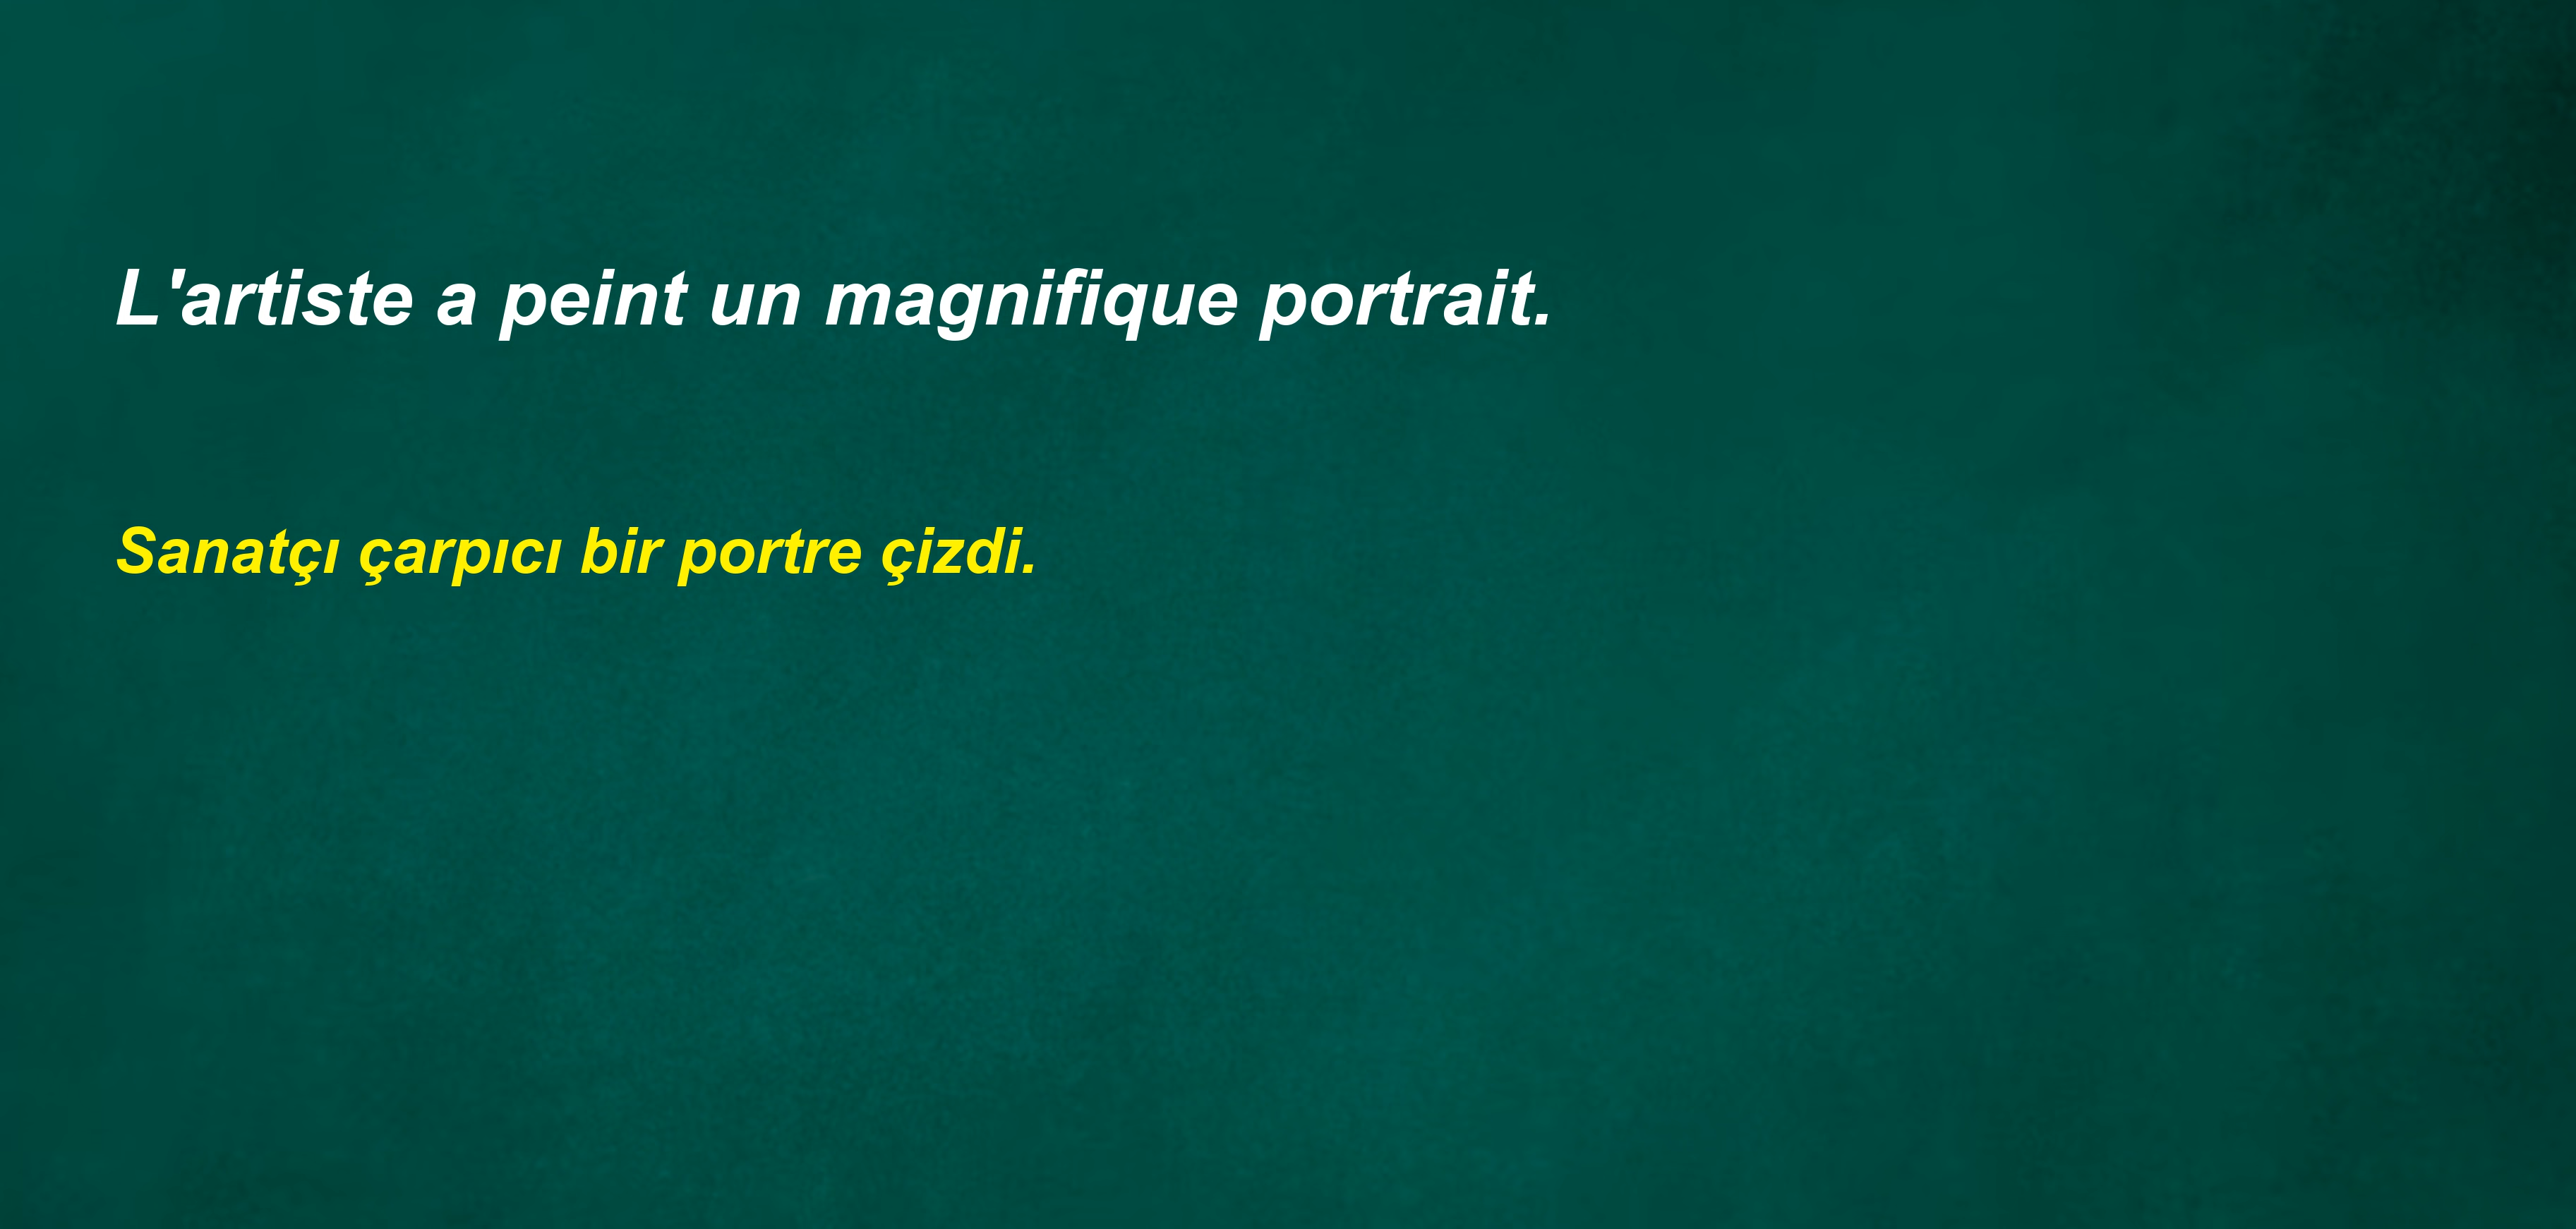 L'artiste a peint un magnifique portrait.
Sanatçı çarpıcı bir portre çizdi.